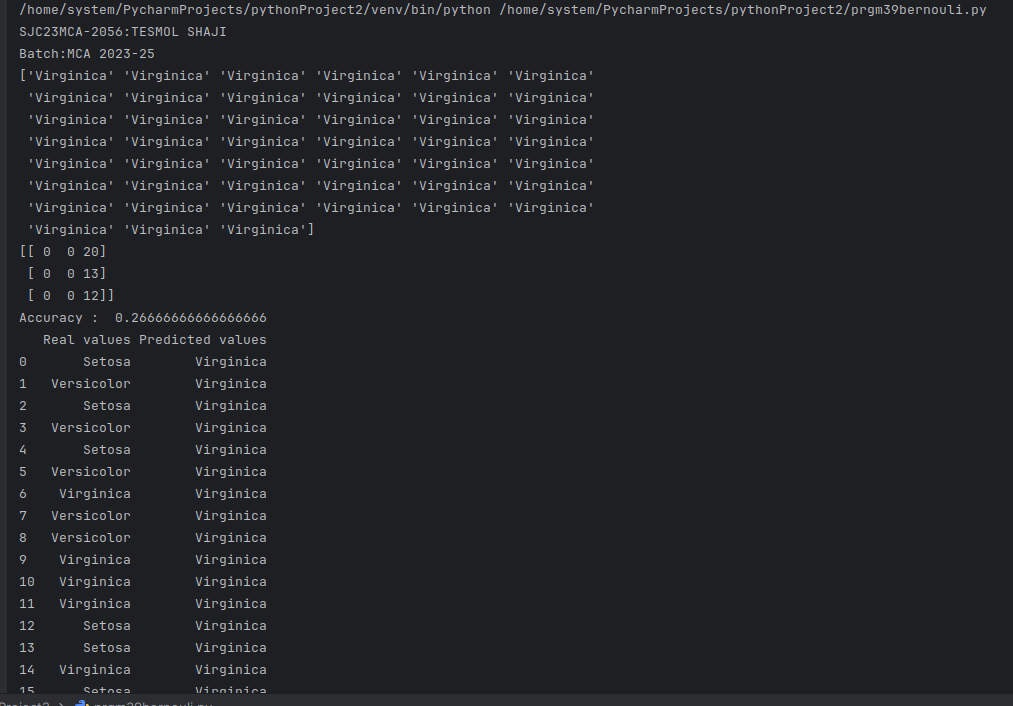 /home/system/PycharmProjects/pythonProject2/venv/bin/python /home/system/PycharmProjects/pythonProject2/prgm39bernouli.py
SJC23MCA-2056:TESMOL SHAJI
Batch:MCA 2023-25
['Virginica' 'Virginica' 'Virginica' 'Virginica' 'Virginica' 'Virginica'
 'Virginica' 'Virginica' 'Virginica' 'Virginica' 'Virginica' 'Virginica'
 'Virginica' 'Virginica' 'Virginica' 'Virginica' 'Virginica' 'Virginica'
 'Virginica' 'Virginica' 'Virginica' 'Virginica' 'Virginica' 'Virginica'
 'Virginica' 'Virginica' 'Virginica' 'Virginica' 'Virginica' 'Virginica'
 'Virginica' 'Virginica' 'Virginica' 'Virginica' 'Virginica' 'Virginica'
 'Virginica' 'Virginica' 'Virginica' 'Virginica' 'Virginica' 'Virginica'
 'Virginica' 'Virginica' 'Virginica']
[[ 0  0 20]
 [ 0  0 13]
 [ 0  0 12]]
Accuracy :  0.26666666666666666
   Real values Predicted values
0       Setosa        Virginica
1   Versicolor        Virginica
2       Setosa        Virginica
3   Versicolor        Virginica
4       Setosa        Virginica
5   Versicolor        Virginica
6    Virginica        Virginica
7   Versicolor        Virginica
8   Versicolor        Virginica
9    Virginica        Virginica
10   Virginica        Virginica
11   Virginica        Virginica
12      Setosa        Virginica
13      Setosa        Virginica
14   Virginica        Virginica
15      Setosa        Virginica